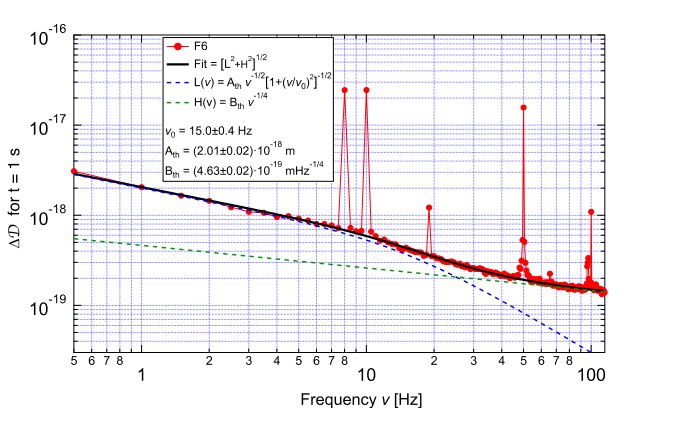 10⁻¹⁶
10⁻¹⁷
10⁻¹⁸
10⁻¹⁹
Δ𝒟 for t = 1 s
F6
Fit = [L²+H²]^1/2
L(ν) = A_th ν^-1/2[1+(ν/ν₀)²]^-1/2
H(ν) = B_th ν^-1/4
ν₀ = 15.0±0.4 Hz
A_th = (2.01±0.02)·10⁻¹⁸ m
B_th = (4.63±0.02)·10⁻¹⁹ mHz^-1/4
5 6 7 8 2 3 4 5 6 7 8 2 3 4 5 6 7 8
1 10 100
Frequency ν [Hz]